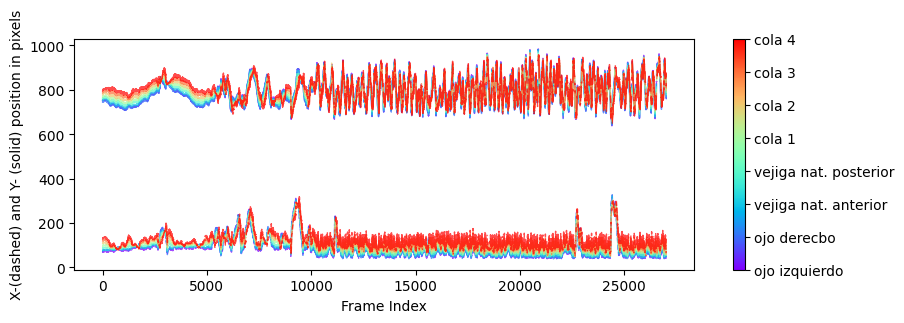 X-(dashed) and Y- (solid) position in pixels
1000
800
600
400
200
0
0
5000
10000
15000
20000
25000
Frame Index
cola 4
cola 3
cola 2
cola 1
vejiga nat. posterior
vejiga nat. anterior
ojo derecbo
ojo izquierdo